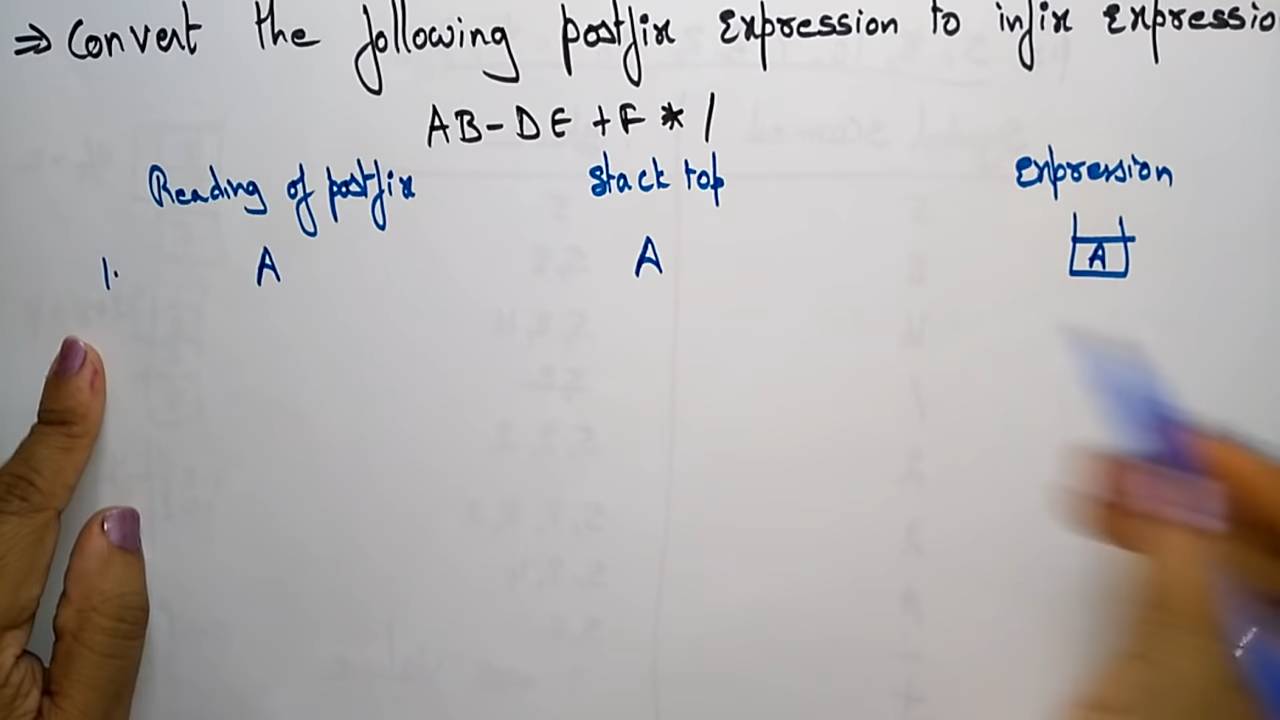 ⇒ Convert the following postfix Expression to infix Expressio
AB-DE+F*/
Reading of postfix stack top Expression
1. A A A